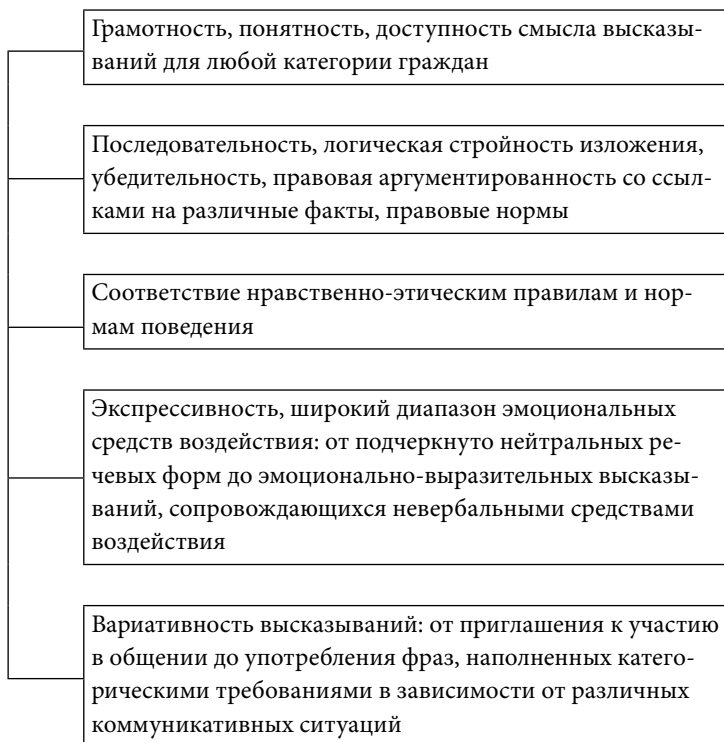 Грамотность, понятность, доступность смысла высказы-
ваний для любой категории граждан
Последовательность, логическая стройность изложения,
убедительность, правовая аргументированность со ссыл-
ками на различные факты, правовые нормы
Соответствие нравственно-этическим правилам и нор-
мам поведения
Экспрессивность, широкий диапазон эмоциональных
средств воздействия: от подчеркнуто нейтральных ре-
чевых форм до эмоционально-выразительных высказы-
ваний, сопровождающихся невербальными средствами
воздействия
Вариативность высказываний: от приглашения к участию
в общении до употребления фраз, наполненных катего-
рическими требованиями в зависимости от различных
коммуникативных ситуаций